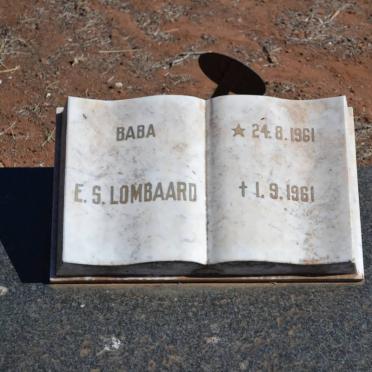 BABA
E. S. LOMBAARD
★ 24.8.1961
✝ 1.9.1961